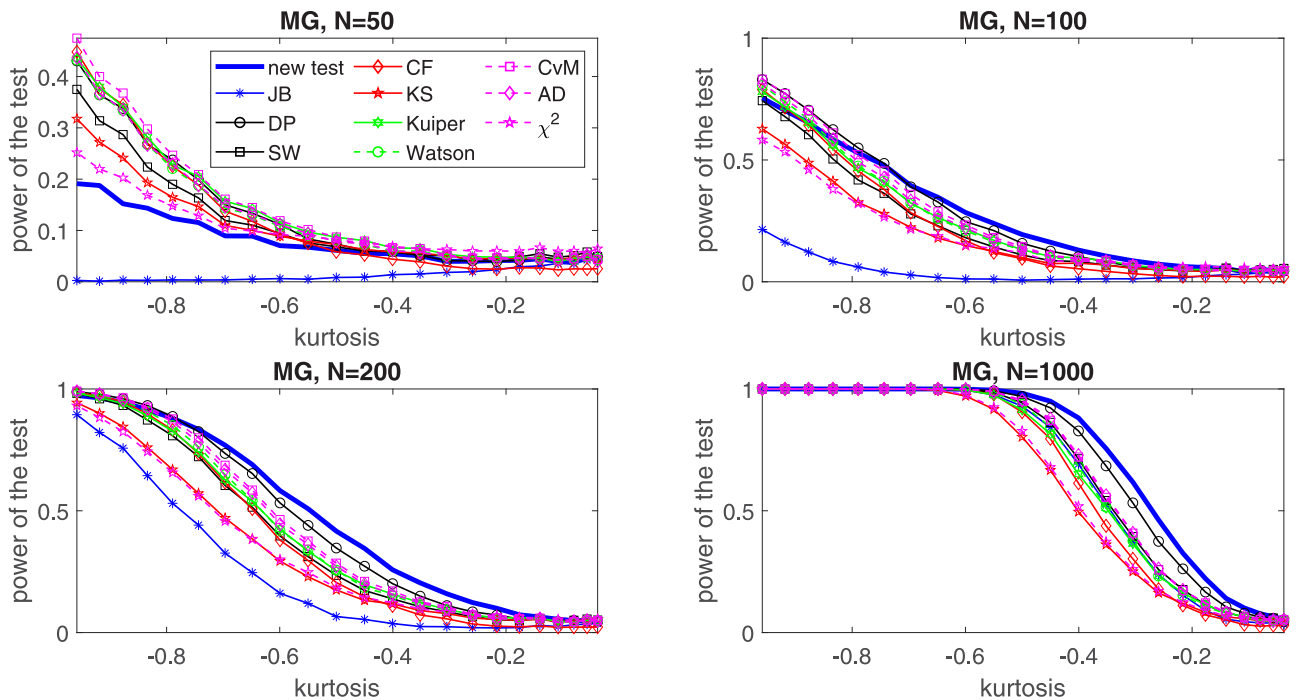 MG, N=50
power of the test
0.4
0.3
0.2
0.1
0
-0.8
-0.6
-0.4
-0.2
kurtosis
new test
JB
DP
SW
CF
KS
Kuiper
Watson
CvM
AD
χ²
MG, N=100
power of the test
1
0.5
0
-0.8
-0.6
-0.4
-0.2
kurtosis
MG, N=200
power of the test
1
0.5
0
-0.8
-0.6
-0.4
-0.2
kurtosis
MG, N=1000
power of the test
1
0.5
0
-0.8
-0.6
-0.4
-0.2
kurtosis